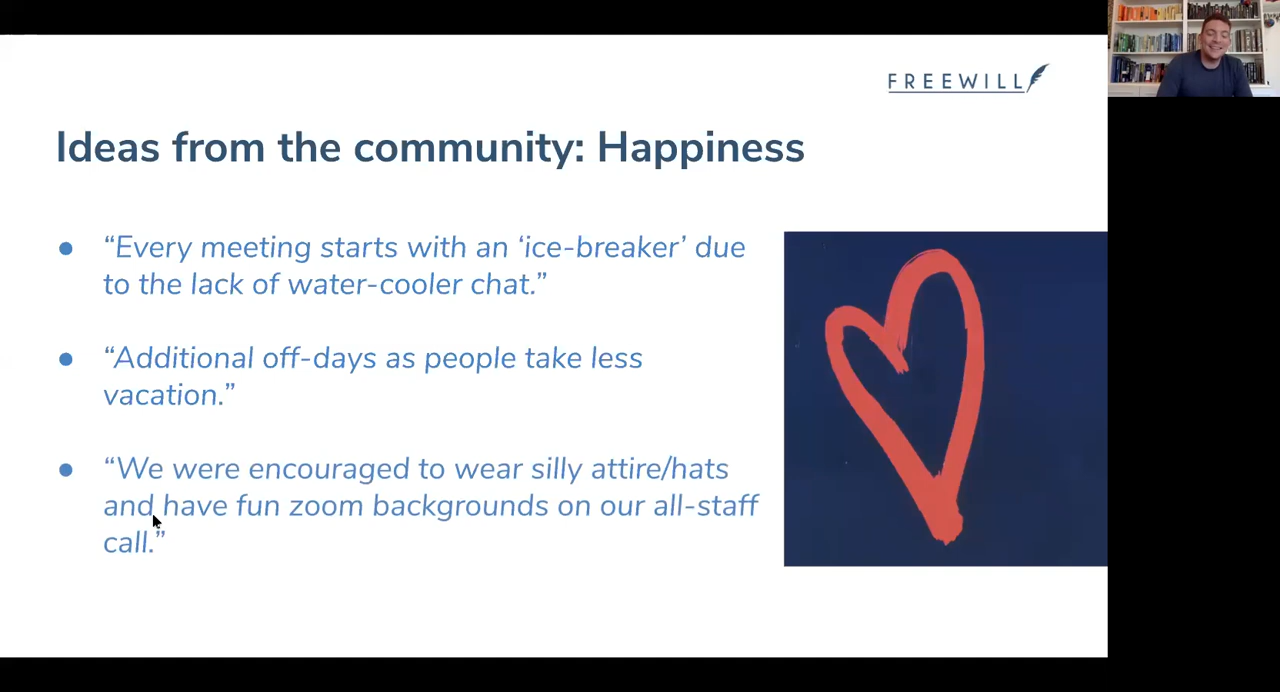 FREEWILL
Ideas from the community: Happiness
● “Every meeting starts with an ‘ice-breaker’ due
to the lack of water-cooler chat.”
● “Additional off-days as people take less
vacation.”
● “We were encouraged to wear silly attire/hats
and have fun zoom backgrounds on our all-staff
call.”